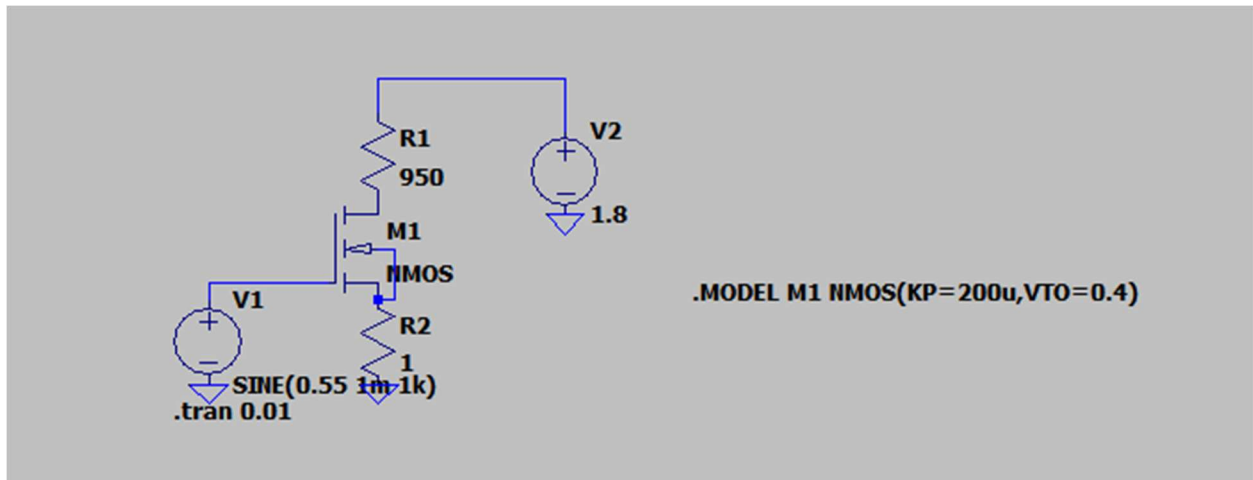 R1
950
V2
1.8
M1
NMOS
V1
SINE(0.55 1m 1k)
R2
1
.tran 0.01
.MODEL M1 NMOS(KP=200u,VTO=0.4)